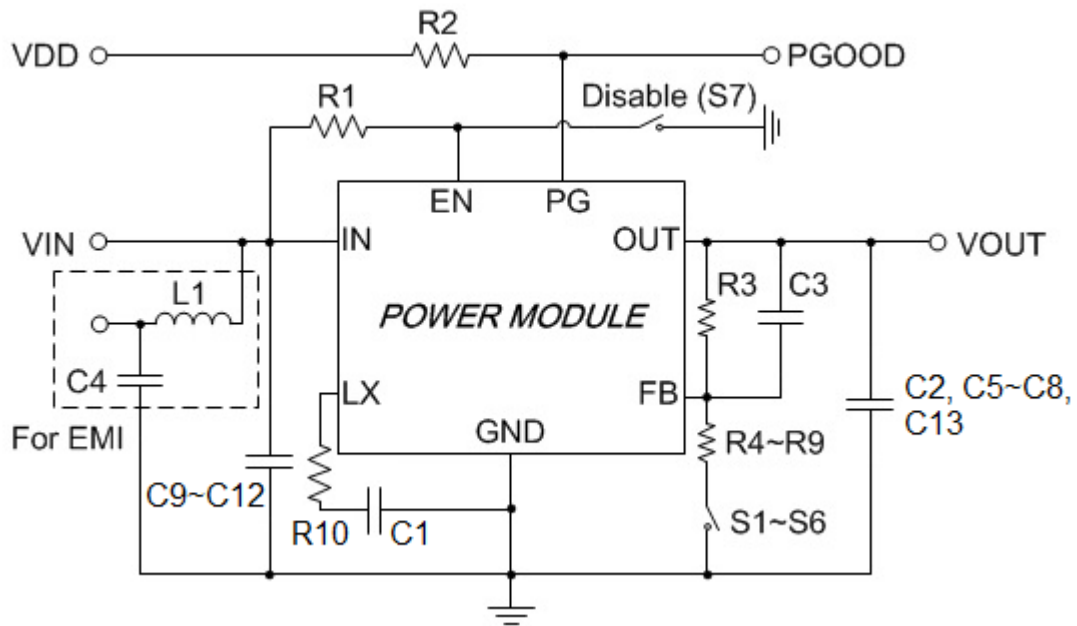 R2
VDD
PGOOD
R1
Disable (S7)
EN
PG
VIN
IN
OUT
VOUT
L1
R3
C3
POWER MODULE
C4
LX
FB
C2, C5~C8,
C13
For EMI
GND
R4~R9
C9~C12
R10
C1
S1~S6